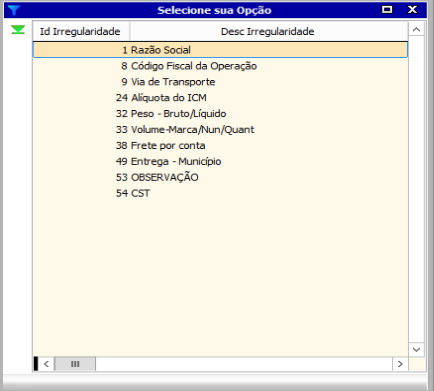 Selecione sua Opção
Id Irregularidade Desc Irregularidade
1 Razão Social
8 Código Fiscal da Operação
9 Via de Transporte
24 Alíquota do ICM
32 Peso - Bruto/Líquido
33 Volume-Marca/Nun/Quant
38 Frete por conta
49 Entrega - Município
53 OBSERVAÇÃO
54 CST